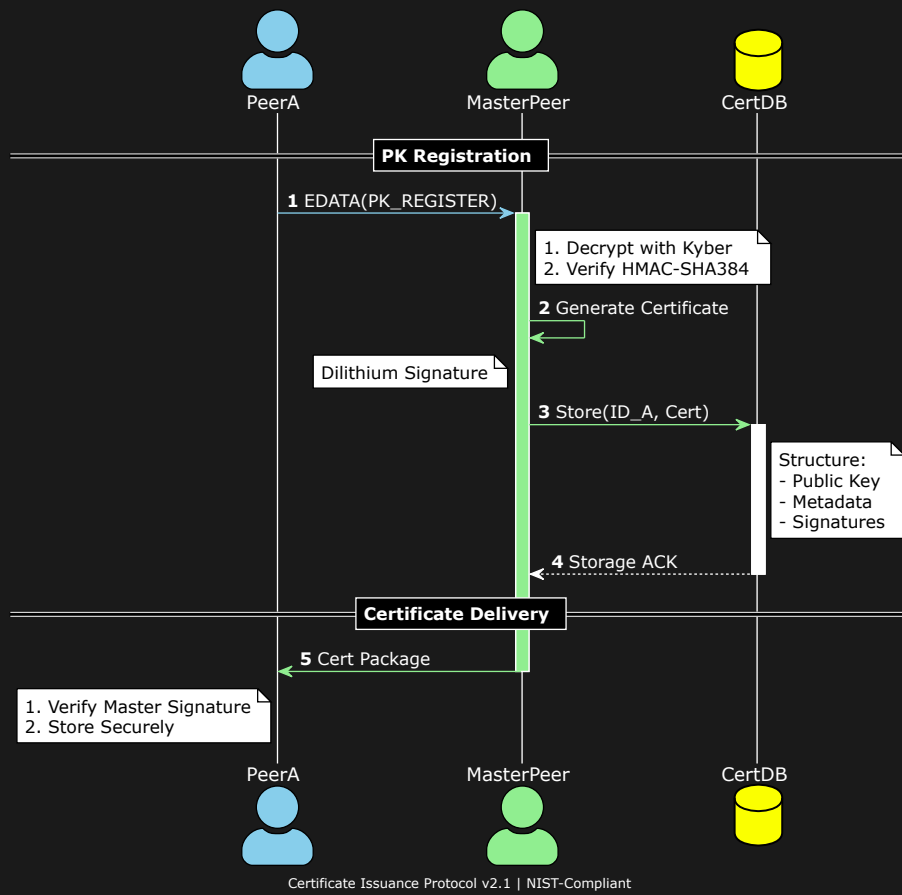 PeerA
MasterPeer
CertDB
PK Registration
1 EDATA(PK_REGISTER)
1. Decrypt with Kyber
2. Verify HMAC-SHA384
2 Generate Certificate
Dilithium Signature
3 Store(ID_A, Cert)
Structure:
- Public Key
- Metadata
- Signatures
4 Storage ACK
Certificate Delivery
5 Cert Package
1. Verify Master Signature
2. Store Securely
PeerA
MasterPeer
CertDB
Certificate Issuance Protocol v2.1 | NIST-Compliant